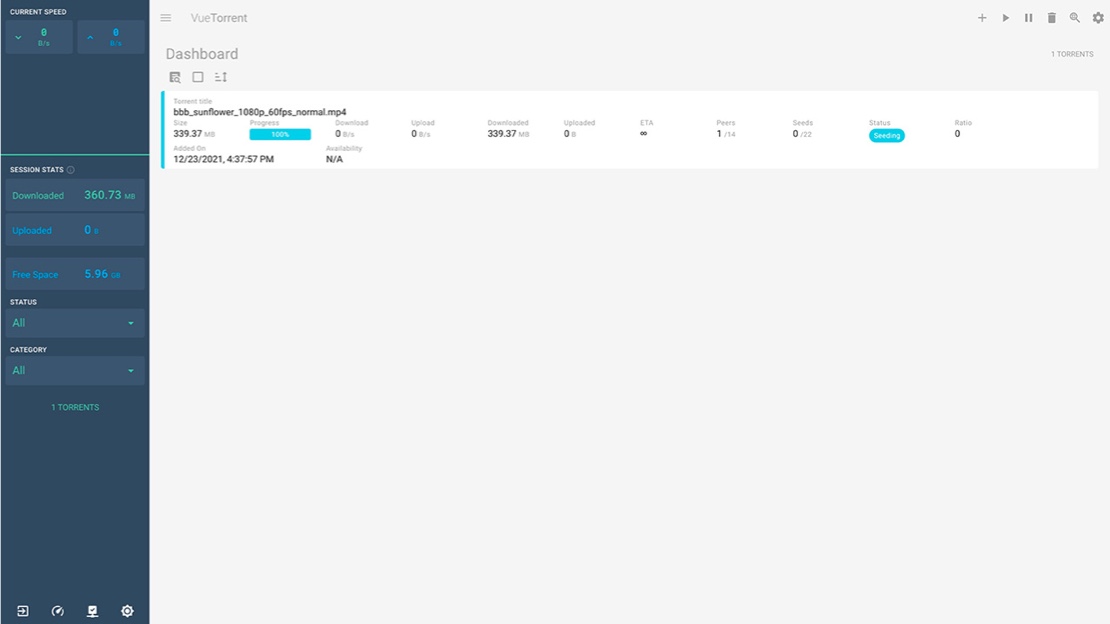 CURRENT SPEED
0 0
B/s B/s
SESSION STATS
Downloaded 360.73 MB
Uploaded 0 B
Free Space 5.96 GB
STATUS
All
CATEGORY
All
1 TORRENTS
VueTorrent
Dashboard
1 TORRENTS
Torrent title
bbb_sunflower_1080p_60fps_normal.mp4
Size Progress Download Upload Downloaded Uploaded ETA Peers Seeds Status Ratio
339.37 MB 100% 0 B/s 0 B/s 339.37 MB 0 B ∞ 1 /14 0 /22 Seeding 0
Added On Availability
12/23/2021, 4:37:57 PM N/A